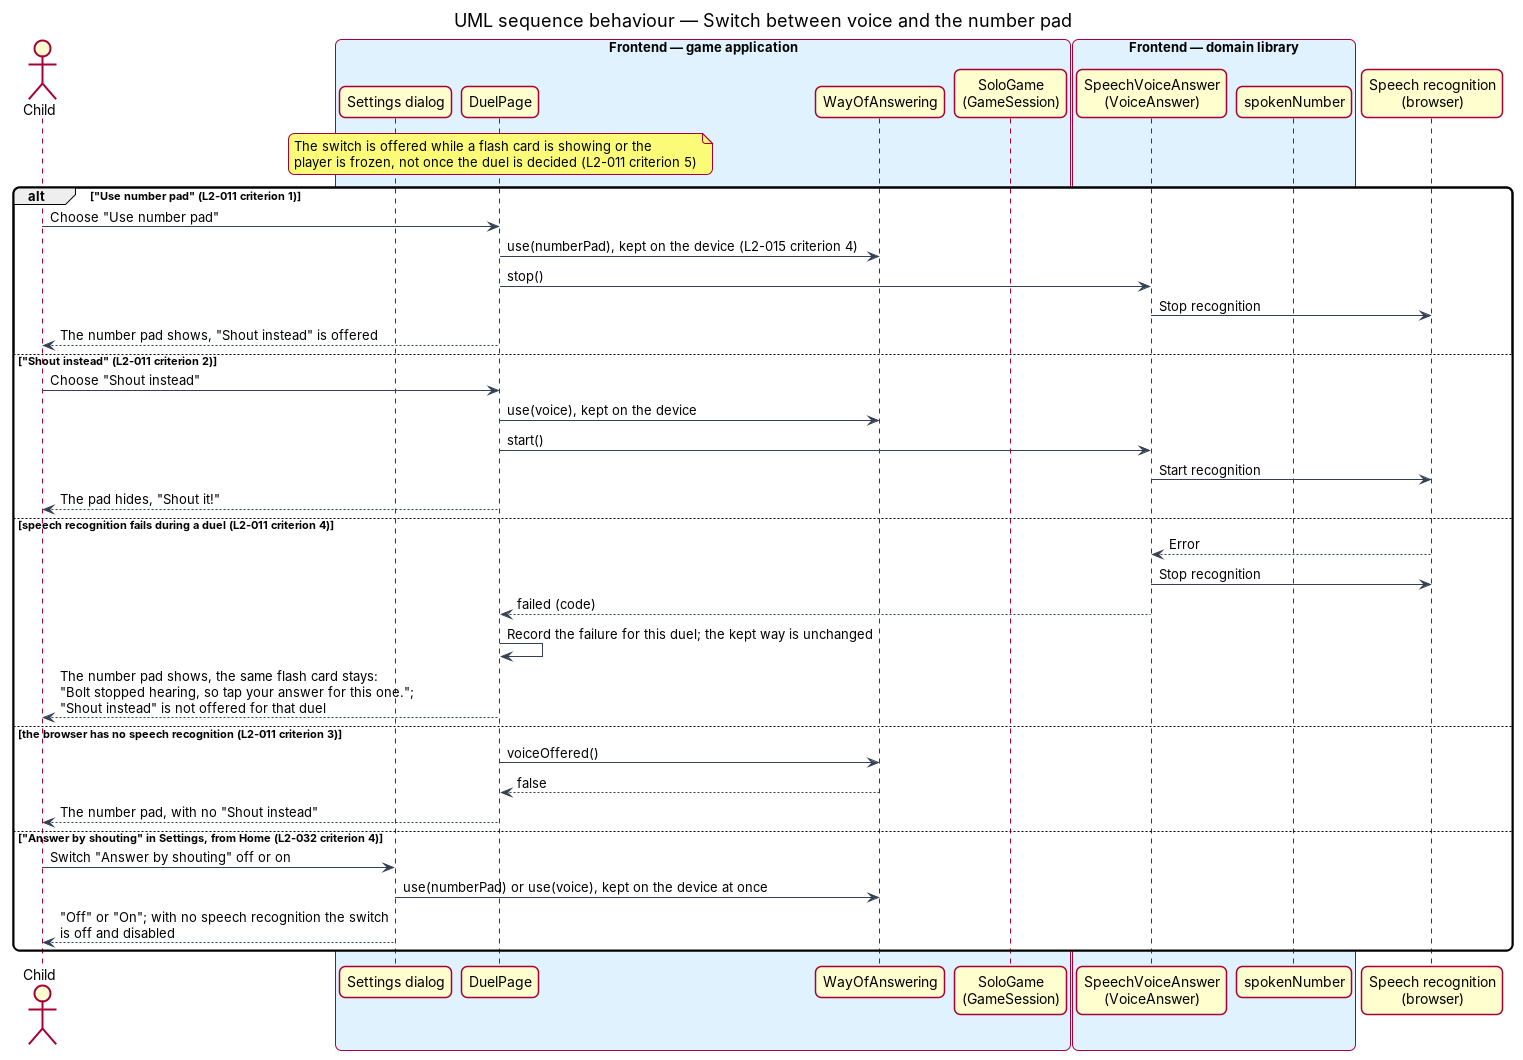 UML sequence behaviour — Switch between voice and the number pad
Frontend — game application
Frontend — domain library
Child
Settings dialog
DuelPage
WayOfAnswering
SoloGame
(GameSession)
SpeechVoiceAnswer
(VoiceAnswer)
spokenNumber
Speech recognition
(browser)
The switch is offered while a flash card is showing or the
player is frozen, not once the duel is decided (L2-011 criterion 5)
alt
["Use number pad" (L2-011 criterion 1)]
Choose "Use number pad"
use(numberPad), kept on the device (L2-015 criterion 4)
stop()
Stop recognition
The number pad shows, "Shout instead" is offered
["Shout instead" (L2-011 criterion 2)]
Choose "Shout instead"
use(voice), kept on the device
start()
Start recognition
The pad hides, "Shout it!"
[speech recognition fails during a duel (L2-011 criterion 4)]
Error
Stop recognition
failed (code)
Record the failure for this duel; the kept way is unchanged
The number pad shows, the same flash card stays:
"Bolt stopped hearing, so tap your answer for this one.";
"Shout instead" is not offered for that duel
[the browser has no speech recognition (L2-011 criterion 3)]
voiceOffered()
false
The number pad, with no "Shout instead"
["Answer by shouting" in Settings, from Home (L2-032 criterion 4)]
Switch "Answer by shouting" off or on
use(numberPad) or use(voice), kept on the device at once
"Off" or "On"; with no speech recognition the switch
is off and disabled
Child
Settings dialog
DuelPage
WayOfAnswering
SoloGame
(GameSession)
SpeechVoiceAnswer
(VoiceAnswer)
spokenNumber
Speech recognition
(browser)